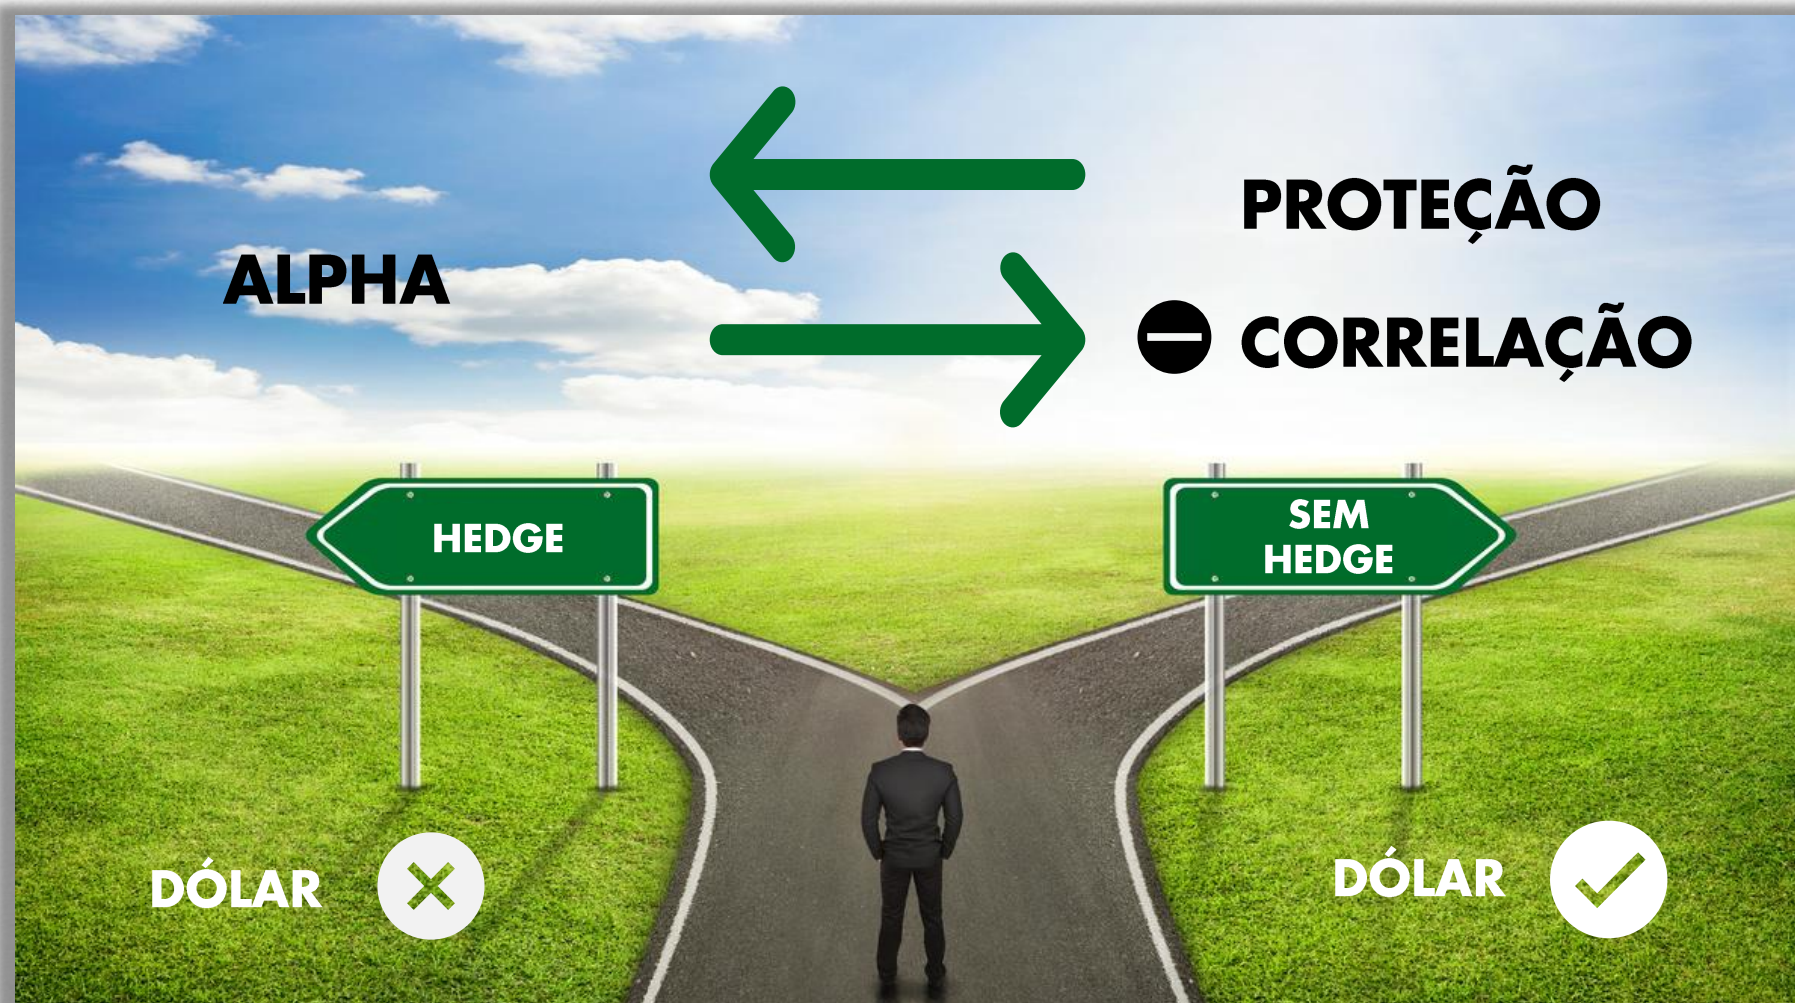 ALPHA
PROTEÇÃO
CORRELAÇÃO
HEDGE
SEM
HEDGE
DÓLAR
DÓLAR